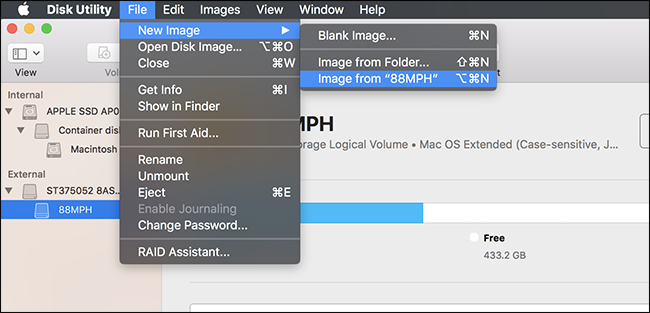 Disk Utility File Edit Images View Window Help
New Image
Open Disk Image... ⌥⌘O
Close ⌘W
Get Info ⌘I
Show in Finder
Run First Aid...
Rename
Unmount
Eject ⌘E
Enable Journaling
Change Password...
RAID Assistant...
Blank Image... ⌘N
Image from Folder... ⇧⌘N
Image from “88MPH” ⌥⌘N
View
Vol
Internal
APPLE SSD AP0
Container dis
Macintosh
External
ST375052 8AS...
88MPH
MPH
rage Logical Volume • Mac OS Extended (Case-sensitive, J...
Free
433.2 GB